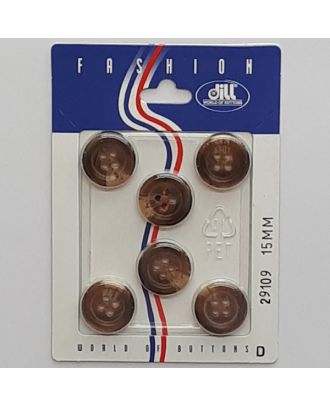 FASHION
dill
WORLD OF BUTTONS
PET
29109 15MM
WORLD OF BUTTONS D